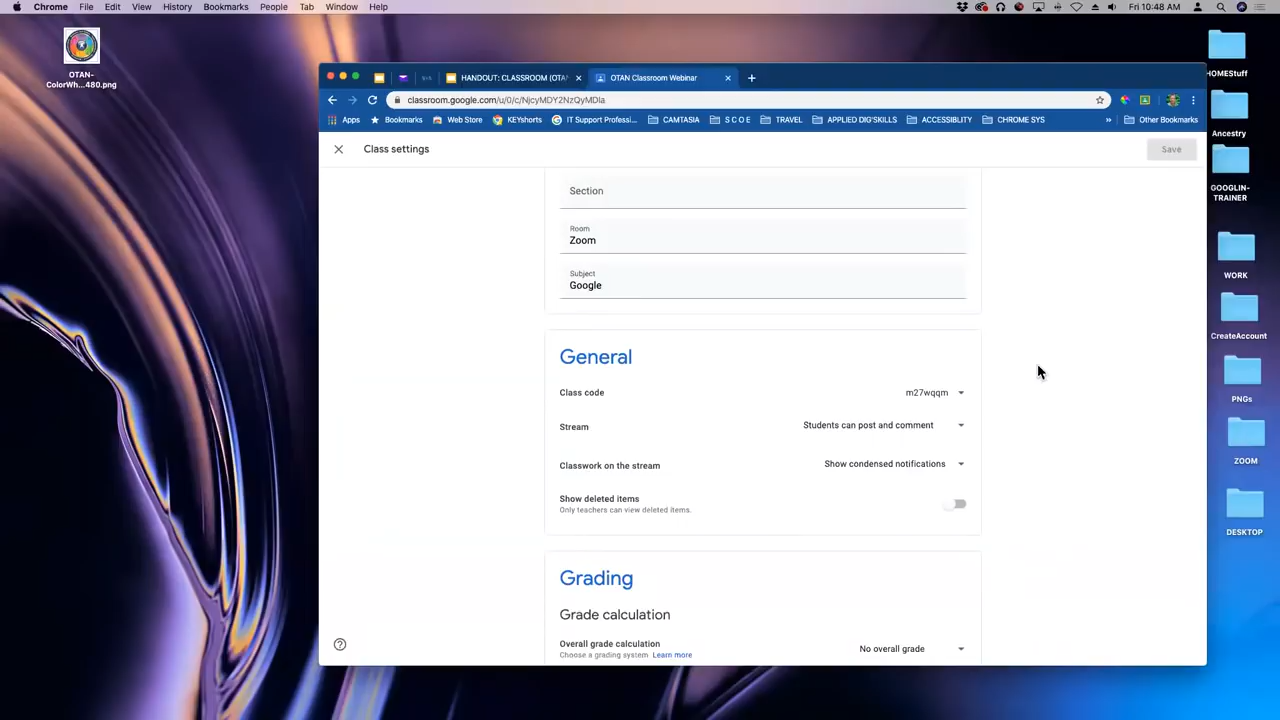 Chrome File Edit View History Bookmarks People Tab Window Help Fri 10:48 AM
OTAN-
ColorWh...480.png
HANDOUT: CLASSROOM (OTAN
OTAN Classroom Webinar
classroom.google.com/u/0/c/NjcyMDY2NzQyMDla
Apps Bookmarks Web Store KEYshorts IT Support Professi... CAMTASIA S C O E TRAVEL APPLIED DIG'SKILLS ACCESSIBLITY CHROME SYS » Other Bookmarks
Class settings
Save
Section
Room
Zoom
Subject
Google
General
Class code m27wqqm
Stream Students can post and comment
Classwork on the stream Show condensed notifications
Show deleted items
Only teachers can view deleted items.
Grading
Grade calculation
Overall grade calculation No overall grade
Choose a grading system Learn more
HOMEStuff
Ancestry
GOOGLIN-
TRAINER
WORK
CreateAccount
PNGs
ZOOM
DESKTOP